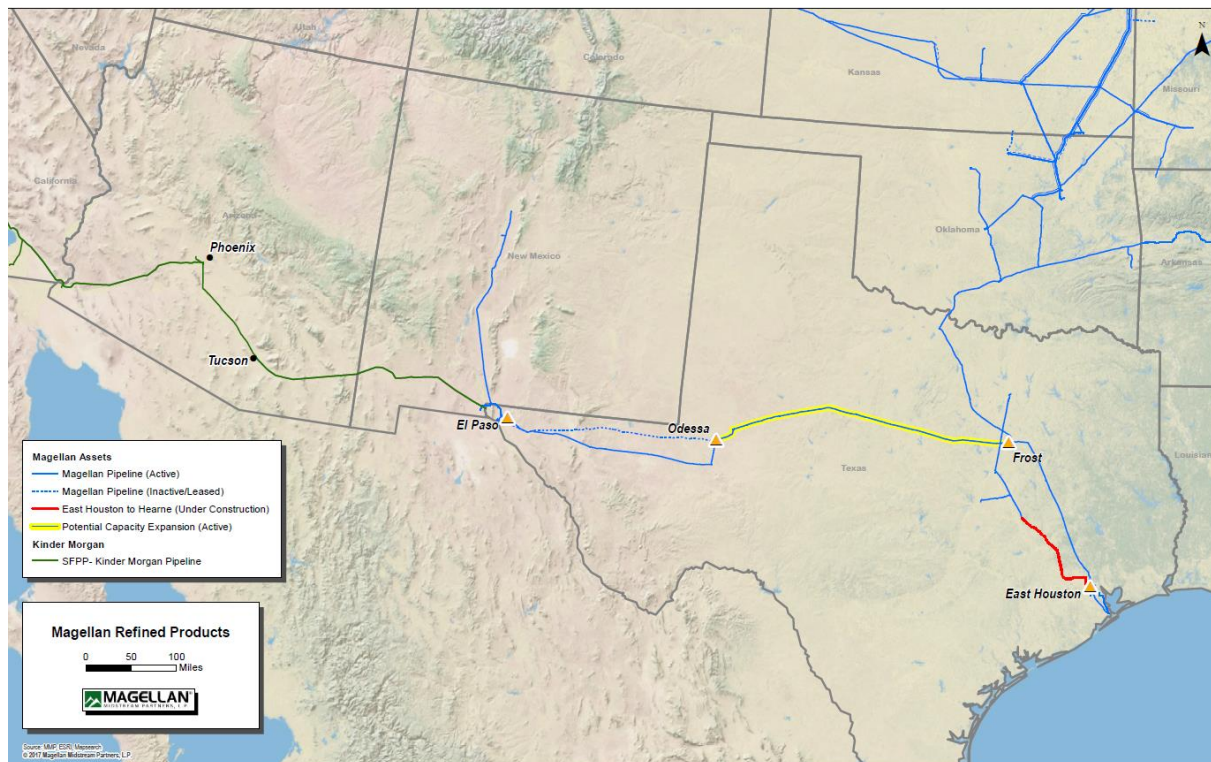 N
Utah
Nevada
Colorado
Kansas
Missouri
California
Arizona
Phoenix
New Mexico
Oklahoma
Arkansas
Tucson
El Paso
Odessa
Frost
Texas
Louisiana
East Houston
Magellan Assets
Magellan Pipeline (Active)
Magellan Pipeline (Inactive/Leased)
East Houston to Hearne (Under Construction)
Potential Capacity Expansion (Active)
Kinder Morgan
SFPP- Kinder Morgan Pipeline
Magellan Refined Products
0 50 100
Miles
MAGELLAN
MIDSTREAM PARTNERS, L.P.
Source: MMP, ESRI, Mapsearch
© 2017 Magellan Midstream Partners, L.P.